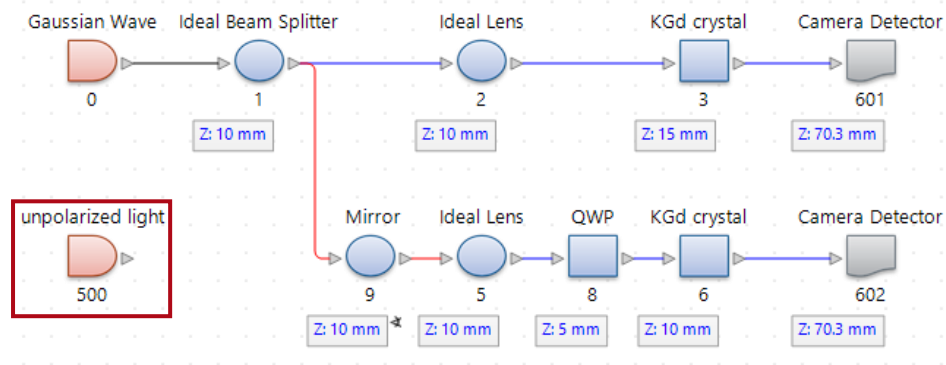 Gaussian Wave Ideal Beam Splitter Ideal Lens KGd crystal Camera Detector
0 1 2 3 601
Z: 10 mm Z: 10 mm Z: 15 mm Z: 70.3 mm
unpolarized light Mirror Ideal Lens QWP KGd crystal Camera Detector
500 9 5 8 6 602
Z: 10 mm Z: 10 mm Z: 5 mm Z: 10 mm Z: 70.3 mm